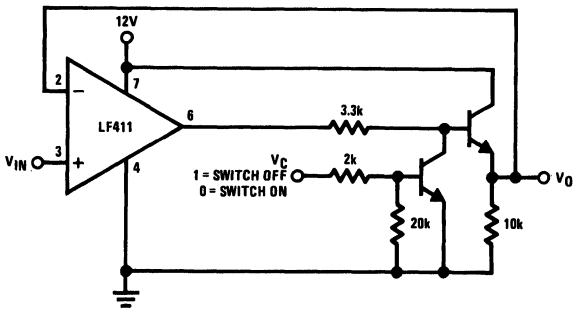 12V
2
−
7
LF411
6
3.3k
V_IN
3
+
4
V_C
1 = SWITCH OFF
0 = SWITCH ON
2k
V_O
20k
10k